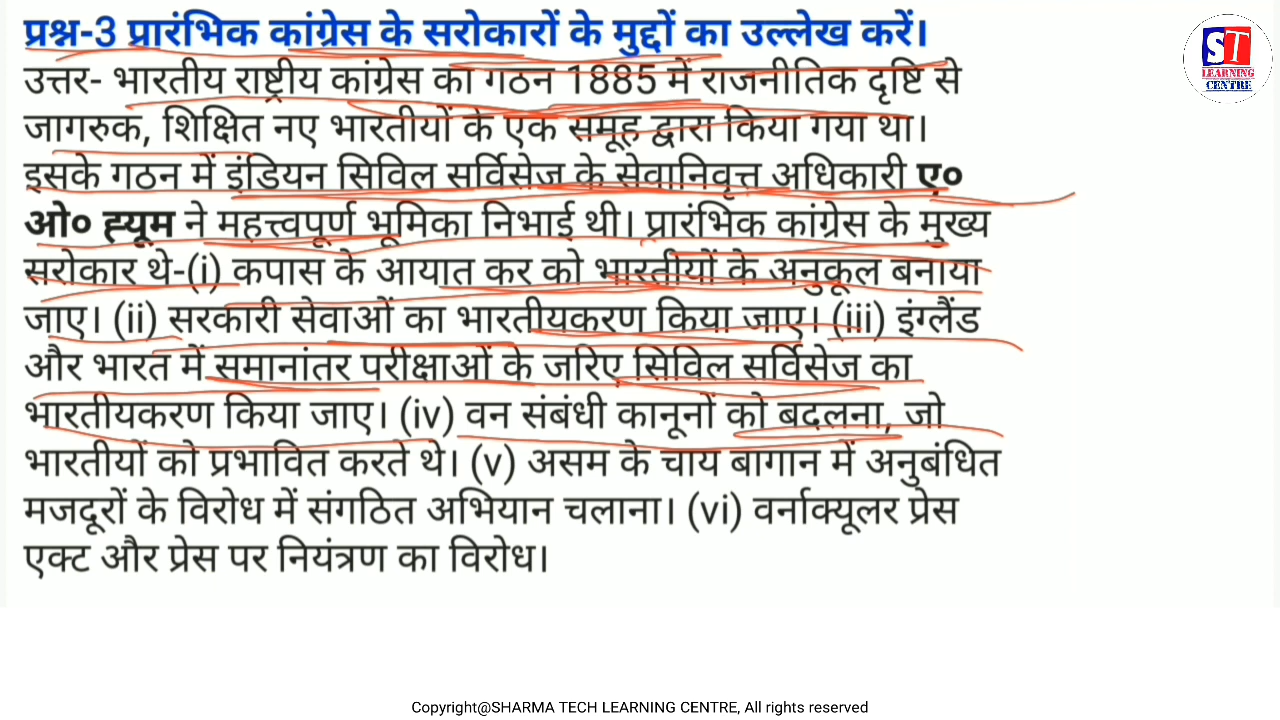 प्रश्न-3 प्रारंभिक कांग्रेस के सरोकारों के मुद्दों का उल्लेख करें।
उत्तर- भारतीय राष्ट्रीय कांग्रेस का गठन 1885 में राजनीतिक दृष्टि से
जागरुक, शिक्षित नए भारतीयों के एक समूह द्वारा किया गया था।
इसके गठन में इंडियन सिविल सर्विसेज के सेवानिवृत्त अधिकारी ए०
ओ० ह्यूम ने महत्त्वपूर्ण भूमिका निभाई थी। प्रारंभिक कांग्रेस के मुख्य
सरोकार थे-(i) कपास के आयात कर को भारतीयों के अनुकूल बनाया
जाए। (ii) सरकारी सेवाओं का भारतीयकरण किया जाए। (iii) इंग्लैंड
और भारत में समानांतर परीक्षाओं के जरिए सिविल सर्विसेज का
भारतीयकरण किया जाए। (iv) वन संबंधी कानूनों को बदलना, जो
भारतीयों को प्रभावित करते थे। (v) असम के चाय बागान में अनुबंधित
मजदूरों के विरोध में संगठित अभियान चलाना। (vi) वर्नाक्यूलर प्रेस
एक्ट और प्रेस पर नियंत्रण का विरोध।
ST
LEARNING
CENTRE
Copyright@SHARMA TECH LEARNING CENTRE, All rights reserved